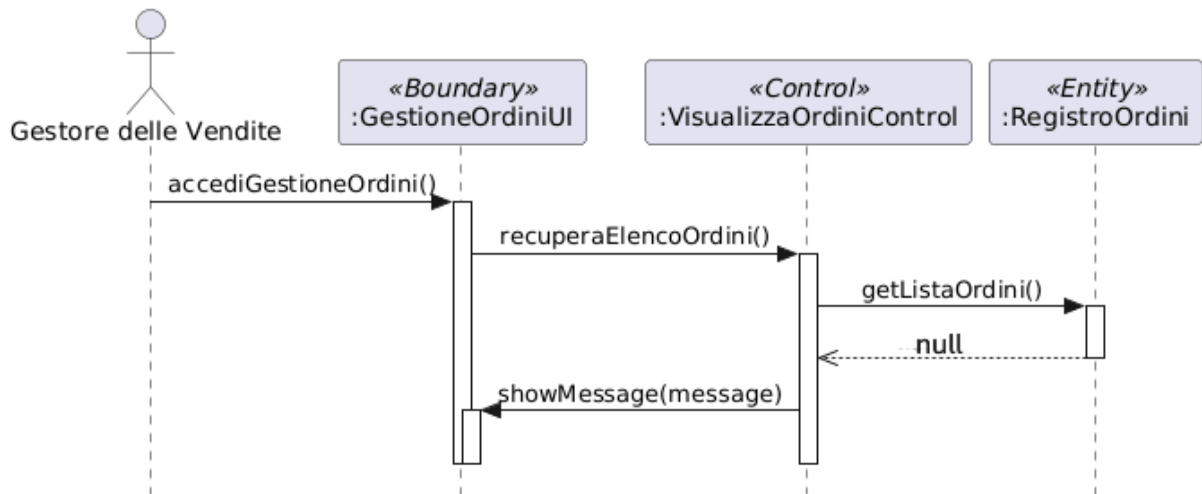 «Boundary»
:GestioneOrdiniUI
«Control»
:VisualizzaOrdiniControl
«Entity»
:RegistroOrdini
Gestore delle Vendite
accediGestioneOrdini()
recuperaElencoOrdini()
getListaOrdini()
null
showMessage(message)